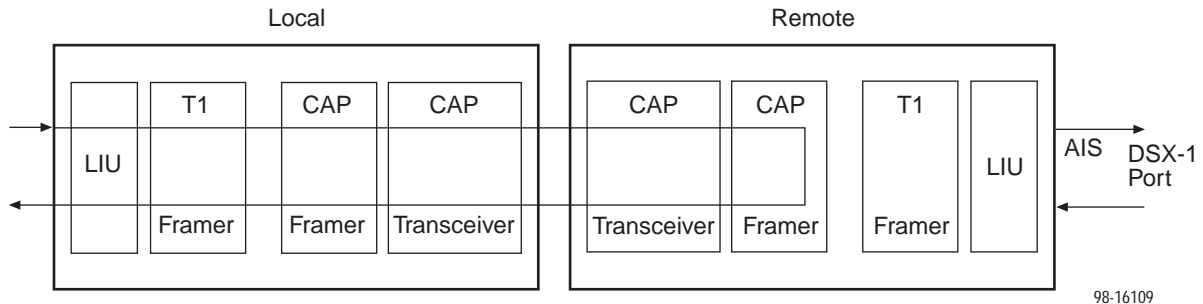 Local
Remote
T1
CAP
CAP
CAP
CAP
T1
LIU
LIU
AIS
DSX-1
Port
Framer
Framer
Transceiver
Transceiver
Framer
Framer
98-16109